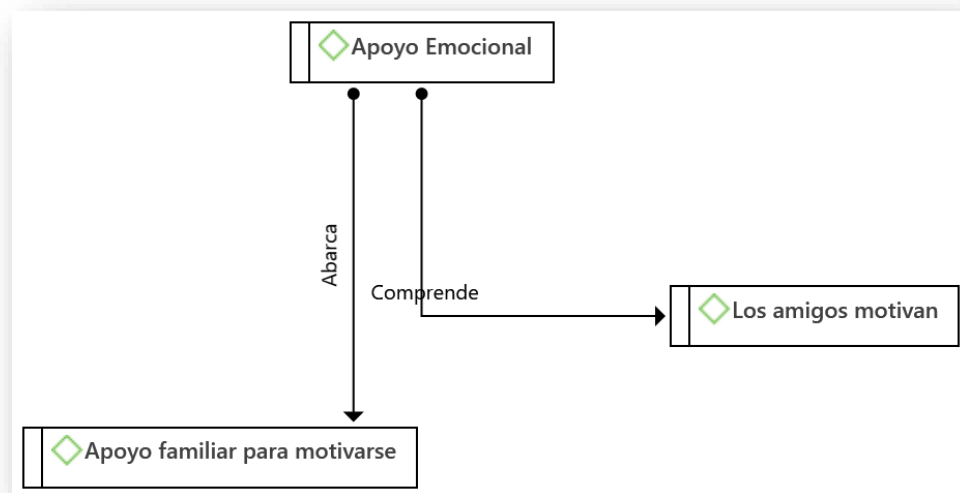 Apoyo Emocional
Abarca
Comprende
Los amigos motivan
Apoyo familiar para motivarse